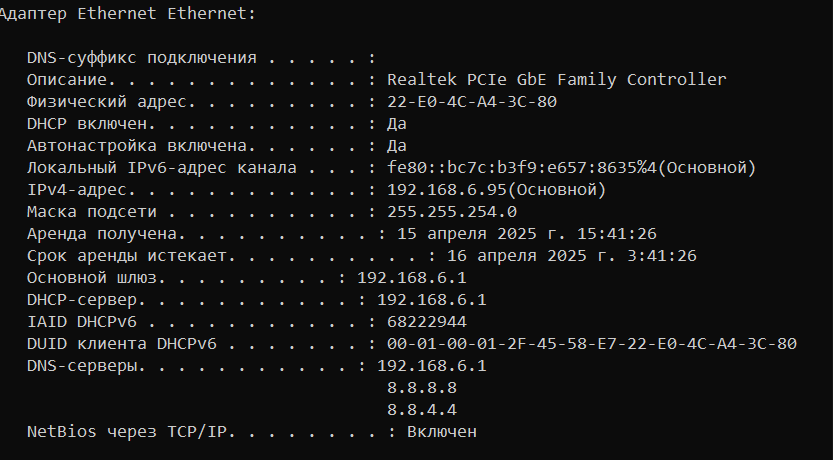 Адаптер Ethernet Ethernet:
DNS-суффикс подключения . . . . . :
Описание. . . . . . . . . . . . . : Realtek PCIe GbE Family Controller
Физический адрес. . . . . . . . . : 22-E0-4C-A4-3C-80
DHCP включен. . . . . . . . . . . : Да
Автонастройка включена. . . . . . : Да
Локальный IPv6-адрес канала . . . : fe80::bc7c:b3f9:e657:8635%4(Основной)
IPv4-адрес. . . . . . . . . . . . : 192.168.6.95(Основной)
Маска подсети . . . . . . . . . . : 255.255.254.0
Аренда получена. . . . . . . . . . : 15 апреля 2025 г. 15:41:26
Срок аренды истекает. . . . . . . . . . : 16 апреля 2025 г. 3:41:26
Основной шлюз. . . . . . . . . : 192.168.6.1
DHCP-сервер. . . . . . . . . . . : 192.168.6.1
IAID DHCPv6 . . . . . . . . . . . : 68222944
DUID клиента DHCPv6 . . . . . . . : 00-01-00-01-2F-45-58-E7-22-E0-4C-A4-3C-80
DNS-серверы. . . . . . . . . . . : 192.168.6.1
8.8.8.8
8.8.4.4
NetBios через TCP/IP. . . . . . . . : Включен